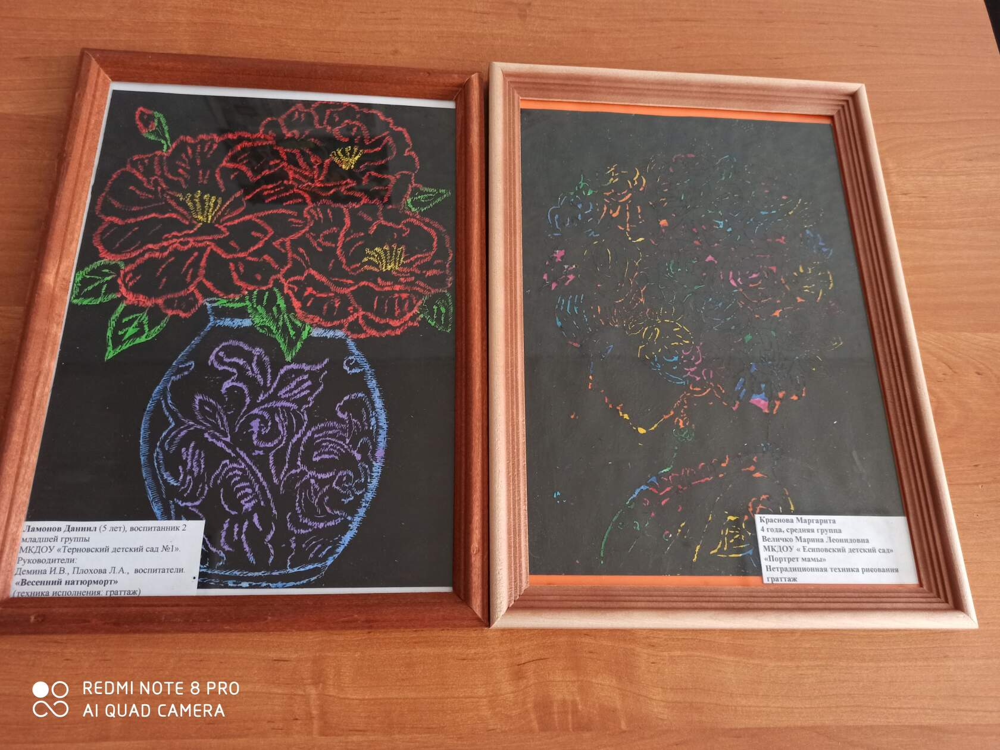 Ламонов Даниил (5 лет), воспитанник 2
младшей группы
МКДОУ «Терновский детский сад №1».
Руководители:
Демина И.В., Плохова Л.А., воспитатели.
«Весенний натюрморт»
(техника исполнения: граттаж)
Краснова Маргарита
4 года, средняя группа
Величко Марина Леонидовна
МКДОУ « Есиповский детский сад»
«Портрет мамы»
Нетрадиционная техника рисования
граттаж
REDMI NOTE 8 PRO
AI QUAD CAMERA